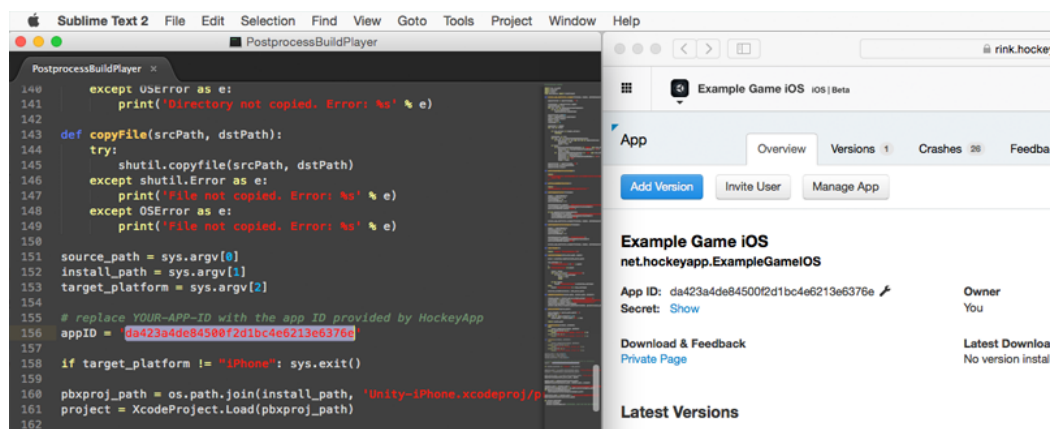 Sublime Text 2 File Edit Selection Find View Goto Tools Project Window Help
PostprocessBuildPlayer
PostprocessBuildPlayer ×
140 except OSError as e:
141 print('Directory not copied. Error: %s' % e)
142
143 def copyFile(srcPath, dstPath):
144 try:
145 shutil.copyfile(srcPath, dstPath)
146 except shutil.Error as e:
147 print('File not copied. Error: %s' % e)
148 except OSError as e:
149 print('File not copied. Error: %s' % e)
150
151 source_path = sys.argv[0]
152 install_path = sys.argv[1]
153 target_platform = sys.argv[2]
154
155 # replace YOUR-APP-ID with the app ID provided by HockeyApp
156 appID = 'da423a4de84500f2d1bc4e6213e6376e'
157
158 if target_platform != "iPhone": sys.exit()
159
160 pbxproj_path = os.path.join(install_path, 'Unity-iPhone.xcodeproj/p
161 project = XcodeProject.Load(pbxproj_path)
162
rink.hockey
Example Game iOS iOS | Beta
App
Overview Versions 1 Crashes 26 Feedba
Add Version Invite User Manage App
Example Game iOS
net.hockeyapp.ExampleGameIOS
App ID: da423a4de84500f2d1bc4e6213e6376e Owner
Secret: Show You
Download & Feedback Latest Downloa
Private Page No version instal
Latest Versions